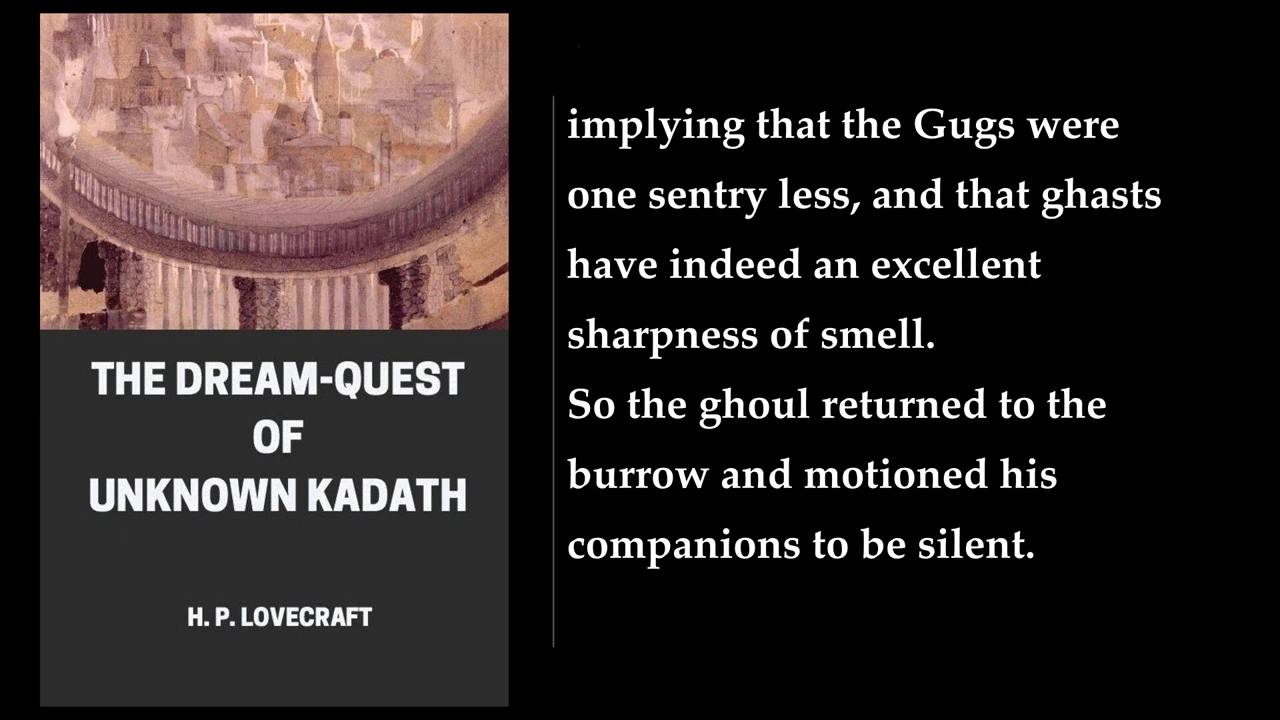 THE DREAM-QUEST
OF
UNKNOWN KADATH
H. P. LOVECRAFT
implying that the Gugs were
one sentry less, and that ghasts
have indeed an excellent
sharpness of smell.
So the ghoul returned to the
burrow and motioned his
companions to be silent.